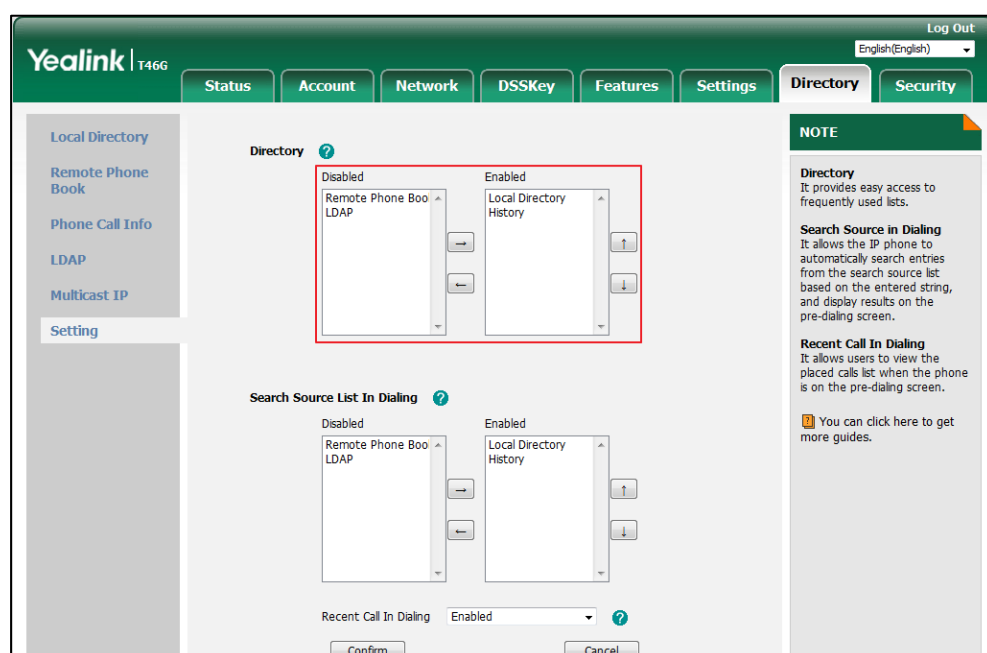 Log Out
English(English)
Yealink T46G
Status Account Network DSSKey Features Settings Directory Security
Local Directory
Remote Phone
Book
Phone Call Info
LDAP
Multicast IP
Setting
Directory ?
Disabled Enabled
Remote Phone Boo
LDAP
Local Directory
History
→
←
↑
↓
Search Source List In Dialing ?
Disabled Enabled
Remote Phone Boo
LDAP
Local Directory
History
→
←
↑
↓
Recent Call In Dialing Enabled ?
Confirm Cancel
NOTE
Directory
It provides easy access to
frequently used lists.
Search Source in Dialing
It allows the IP phone to
automatically search entries
from the search source list
based on the entered string,
and display results on the
pre-dialing screen.
Recent Call In Dialing
It allows users to view the
placed calls list when the phone
is on the pre-dialing screen.
? You can click here to get
more guides.